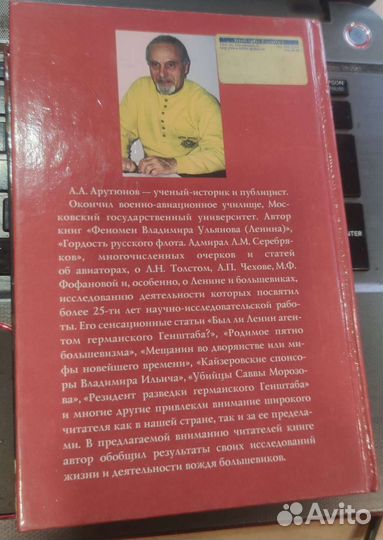 А.А. Арутюнов — ученый-историк и публицист.
Окончил военно-авиационное училище, Мос-
ковский государственный университет. Автор
книг «Феномен Владимира Ульянова (Ленина)»,
«Гордость русского флота. Адмирал Л.М. Серебря-
ков», многочисленных очерков и статей
об авиаторах, о Л.Н. Толстом, А.П. Чехове, М.Ф.
Фофановой и, особенно, о Ленине и большевиках,
исследованию деятельности которых посвятил
более 25-ти лет научно-исследовательской рабо-
ты. Его сенсационные статьи «Был ли Ленин аген-
том германского Генштаба?», «Родимое пятно
большевизма», «Мещанин во дворянстве или ми-
фы новейшего времени», «Кайзеровские спонсо-
ры Владимира Ильича», «Убийцы Саввы Морозо-
ва», «Резидент разведки германского Генштаба»
и многие другие привлекли внимание широкого
читателя как в нашей стране, так и за ее предела-
ми. В предлагаемой вниманию читателей книге
автор обобщил результаты своих исследований
жизни и деятельности вождя большевиков.
Avito